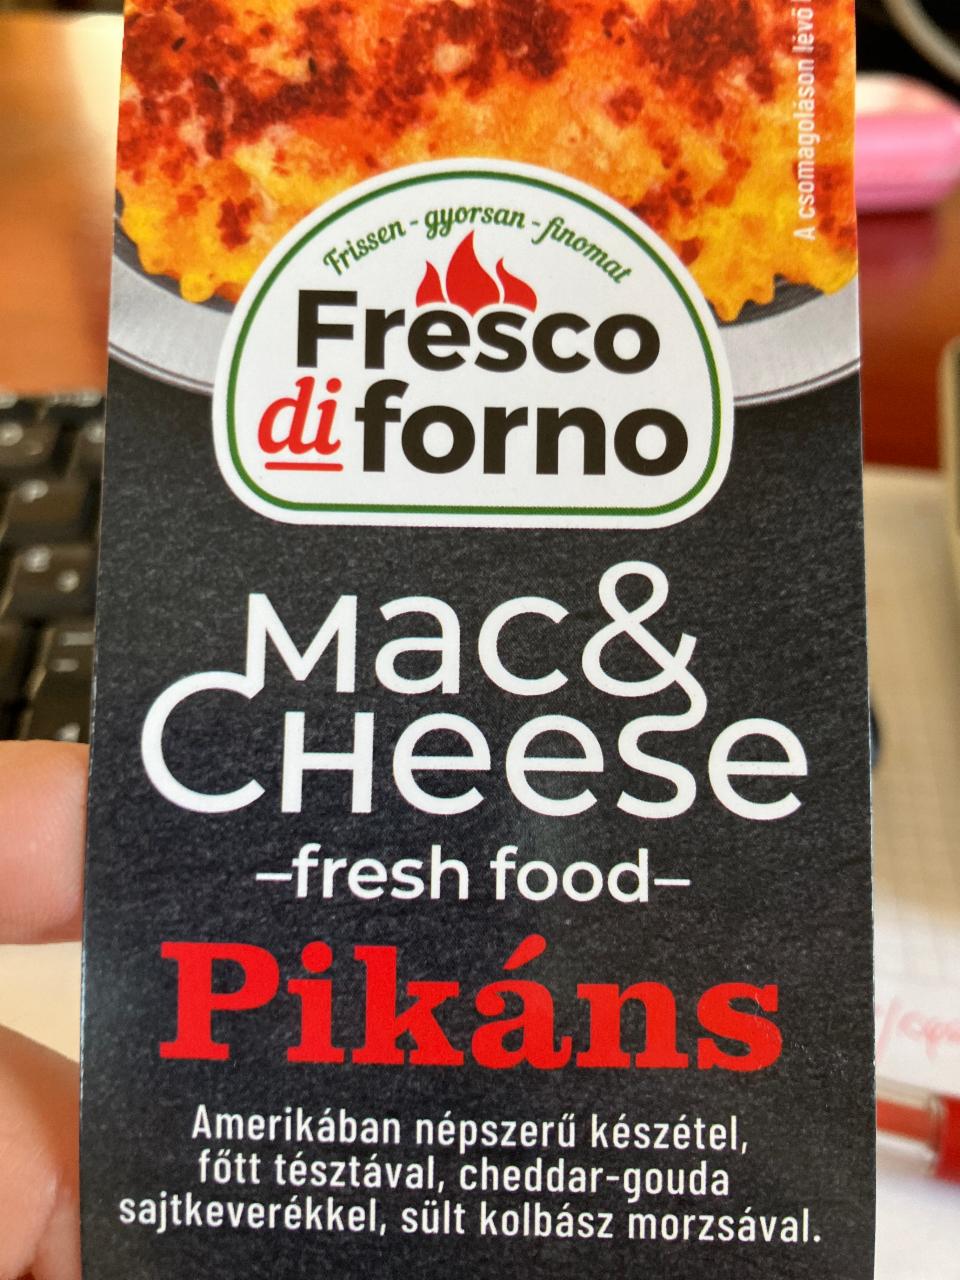 A csomagoláson lévő
Frissen - gyorsan - finomat
Fresco
di forno
Mac&
Cheese
–fresh food–
Pikáns
Amerikában népszerű készétel,
főtt tésztával, cheddar-gouda
sajtkeverékkel, sült kolbász morzsával.